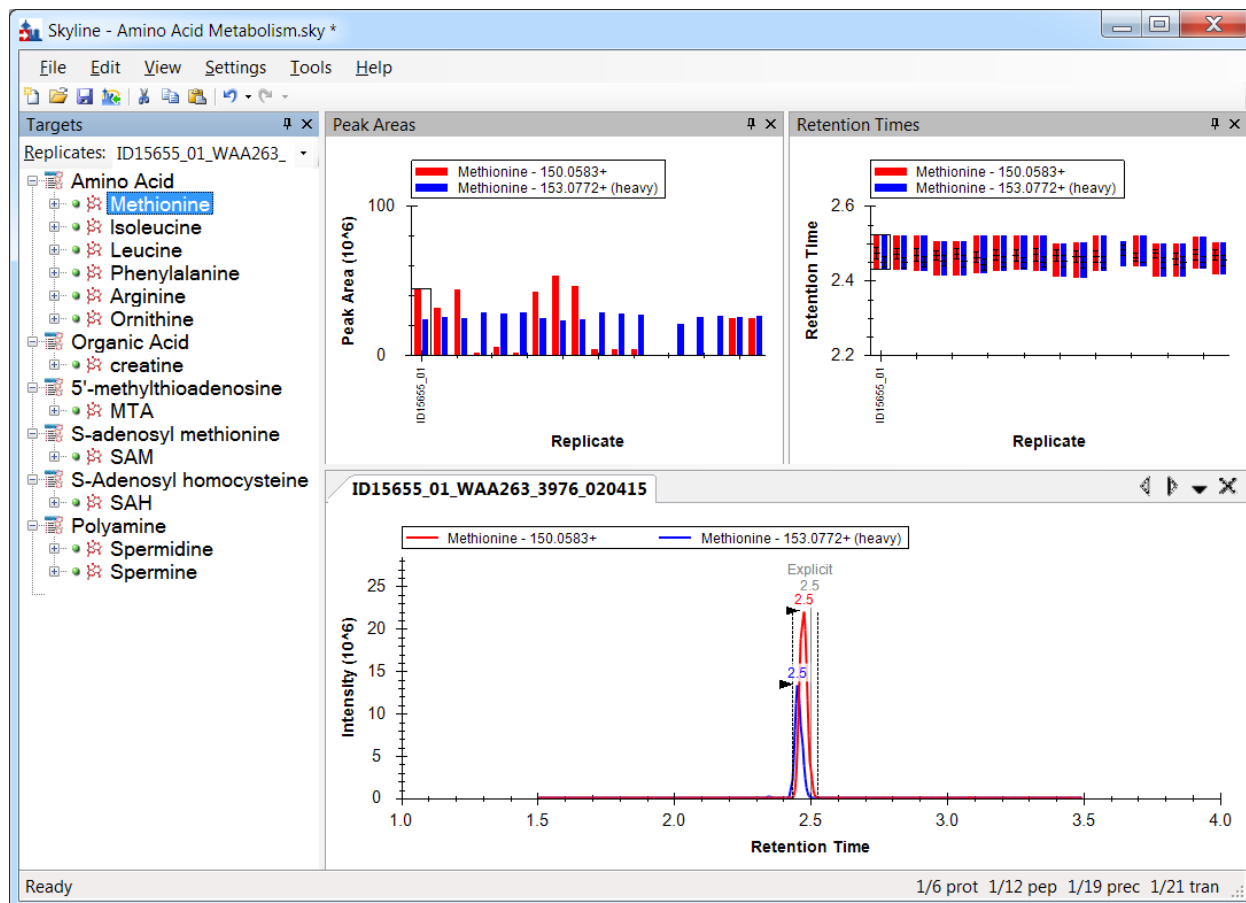 Skyline - Amino Acid Metabolism.sky *
File Edit View Settings Tools Help
Targets
Replicates: ID15655_01_WAA263_
Amino Acid
Methionine
Isoleucine
Leucine
Phenylalanine
Arginine
Ornithine
Organic Acid
creatine
5'-methylthioadenosine
MTA
S-adenosyl methionine
SAM
S-Adenosyl homocysteine
SAH
Polyamine
Spermidine
Spermine
Peak Areas
Methionine - 150.0583+
Methionine - 153.0772+ (heavy)
Peak Area (10^6)
100
0
ID15655_01
Replicate
Retention Times
Methionine - 150.0583+
Methionine - 153.0772+ (heavy)
Retention Time
2.6
2.4
2.2
ID15655_01
Replicate
ID15655_01_WAA263_3976_020415
Methionine - 150.0583+ Methionine - 153.0772+ (heavy)
Explicit
2.5
2.5
2.5
Intensity (10^6)
25
20
15
10
5
0
1.0 1.5 2.0 2.5 3.0 3.5 4.0
Retention Time
Ready
1/6 prot 1/12 pep 1/19 prec 1/21 tran